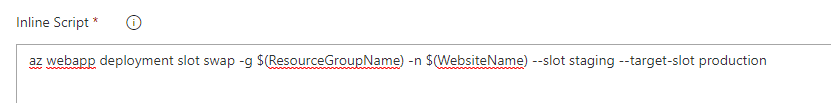 Inline Script *
az webapp deployment slot swap -g $(ResourceGroupName) -n $(WebsiteName) --slot staging --target-slot production